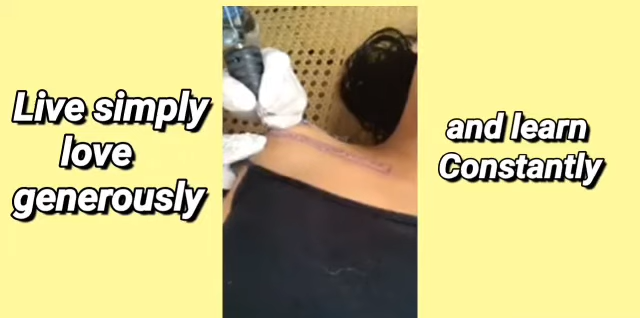 Live simply
love
generously
and learn
Constantly